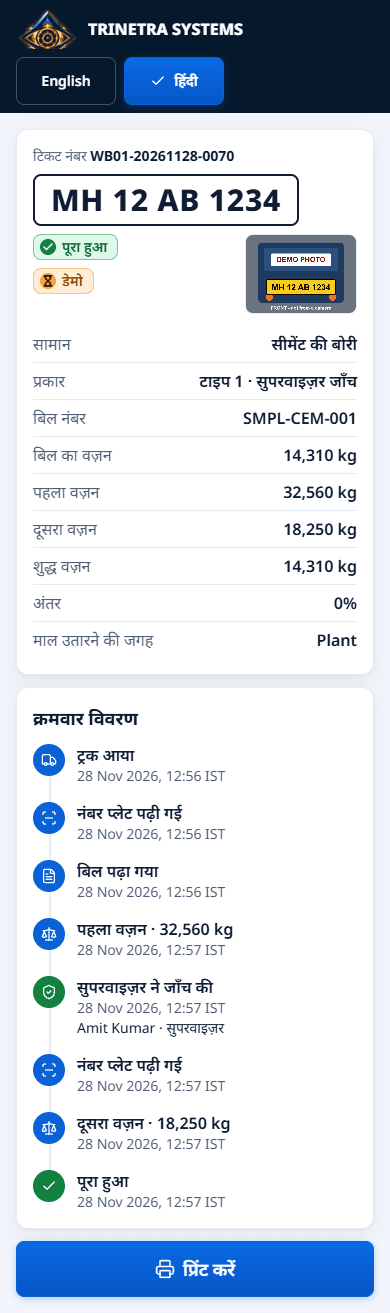 TRINETRA SYSTEMS
English
हिंदी
टिकट नंबर WB01-20261128-0070
MH 12 AB 1234
पूरा हुआ
डेमो
DEMO PHOTO
MH 12 AB 1234
FRONT - not from a camera
सामान सीमेंट की बोरी
प्रकार टाइप 1 · सुपरवाइज़र जाँच
बिल नंबर SMPL-CEM-001
बिल का वज़न 14,310 kg
पहला वज़न 32,560 kg
दूसरा वज़न 18,250 kg
शुद्ध वज़न 14,310 kg
अंतर 0%
माल उतारने की जगह Plant
क्रमवार विवरण
ट्रक आया
28 Nov 2026, 12:56 IST
नंबर प्लेट पढ़ी गई
28 Nov 2026, 12:56 IST
बिल पढ़ा गया
28 Nov 2026, 12:56 IST
पहला वज़न · 32,560 kg
28 Nov 2026, 12:57 IST
सुपरवाइज़र ने जाँच की
28 Nov 2026, 12:57 IST
Amit Kumar · सुपरवाइज़र
नंबर प्लेट पढ़ी गई
28 Nov 2026, 12:57 IST
दूसरा वज़न · 18,250 kg
28 Nov 2026, 12:57 IST
पूरा हुआ
28 Nov 2026, 12:57 IST
प्रिंट करें